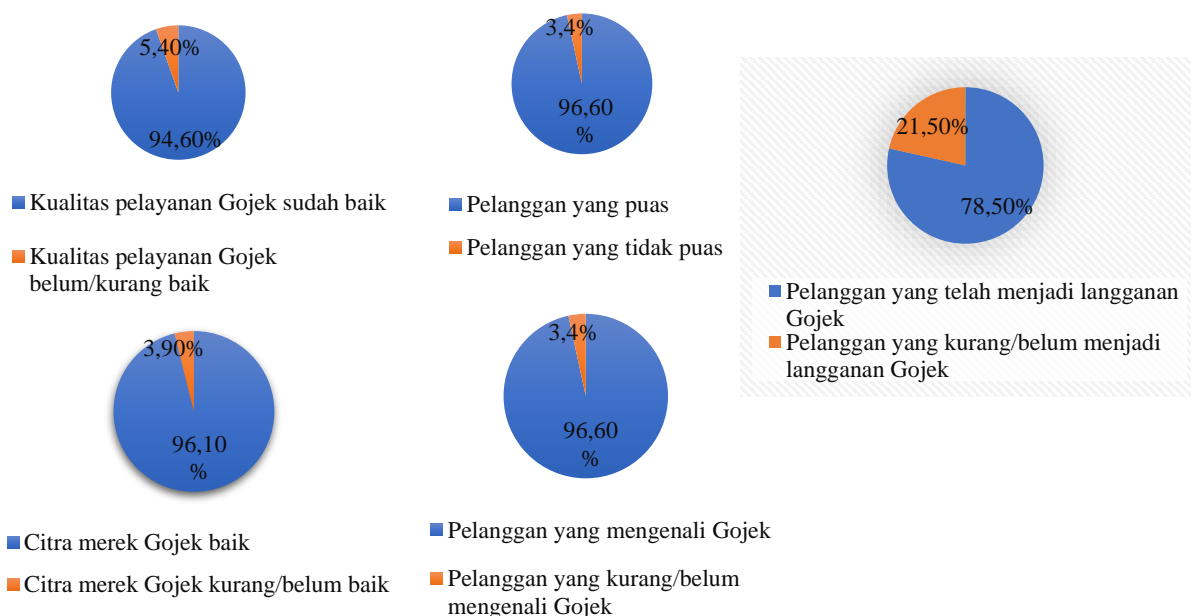 5,40%
94,60%
Kualitas pelayanan Gojek sudah baik
Kualitas pelayanan Gojek
belum/kurang baik
3,4%
96,60
%
Pelanggan yang puas
Pelanggan yang tidak puas
21,50%
78,50%
Pelanggan yang telah menjadi langganan
Gojek
Pelanggan yang kurang/belum menjadi
langganan Gojek
3,90%
96,10
%
Citra merek Gojek baik
Citra merek Gojek kurang/belum baik
3,4%
96,60
%
Pelanggan yang mengenali Gojek
Pelanggan yang kurang/belum
mengenali Gojek